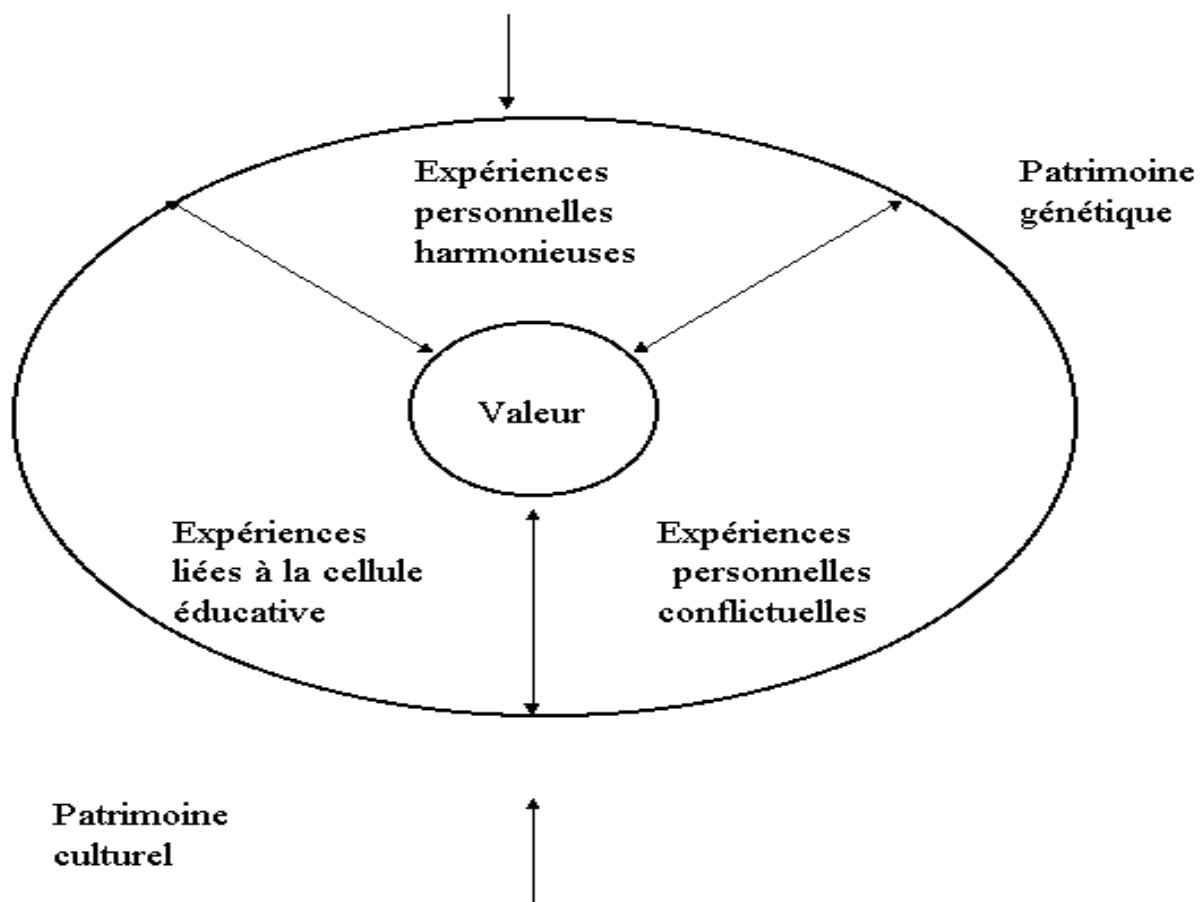 Expériences
personnelles
harmonieuses
Patrimoine
génétique
Valeur
Expériences
liées à la cellule
éducative
Expériences
personnelles
conflictuelles
Patrimoine
culturel